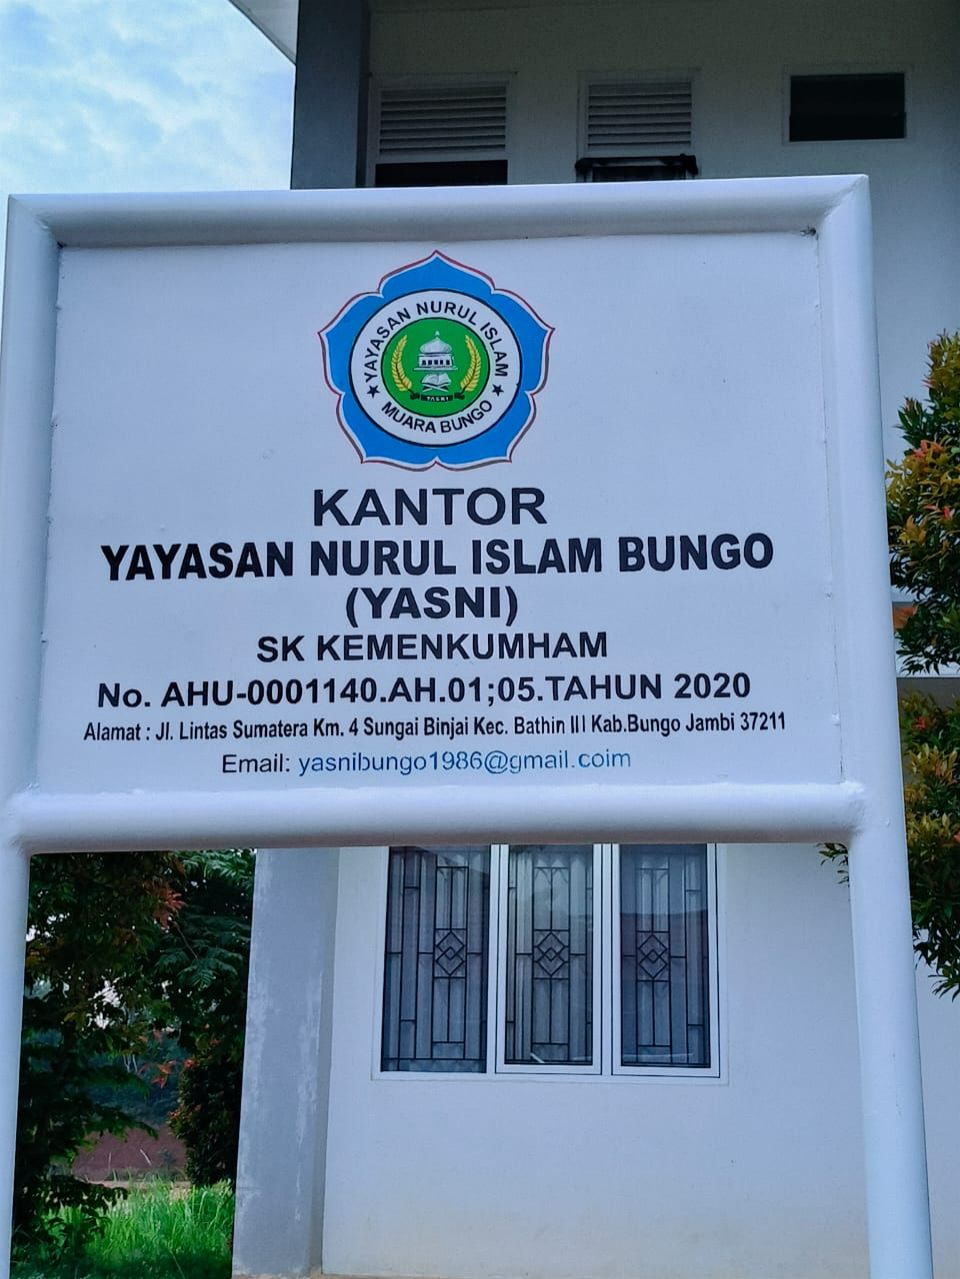 YAYASAN NURUL ISLAM
YASNI
MUARA BUNGO
KANTOR
YAYASAN NURUL ISLAM BUNGO
(YASNI)
SK KEMENKUMHAM
No. AHU-0001140.AH.01;05.TAHUN 2020
Alamat : Jl. Lintas Sumatera Km. 4 Sungai Binjai Kec. Bathin III Kab.Bungo Jambi 37211
Email: yasnibungo1986@gmail.coim